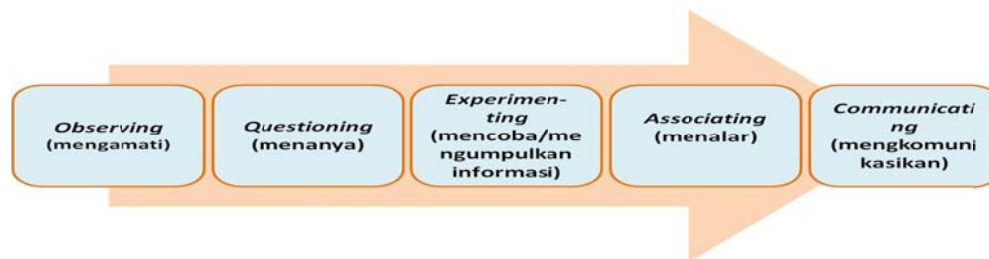 Observing
(mengamati)
Questioning
(menanya)
Experimen-
ting
(mencoba/me
ngumpulkan
informasi)
Associating
(menalar)
Communicati
ng
(mengkomuni
kasikan)